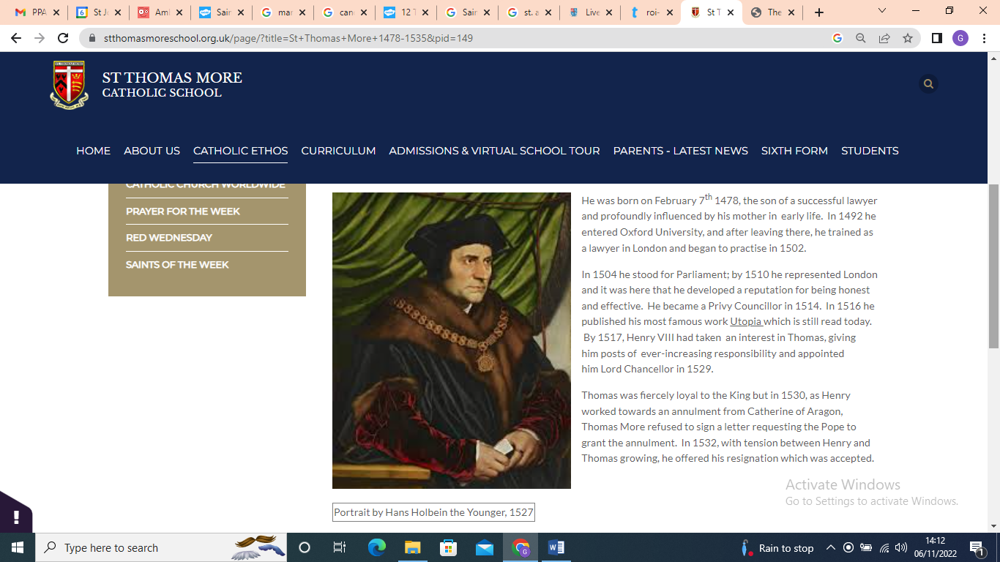 PPA
6
St J
Aml
Sair
mar
can
12 T
Sair
st. a
Live
roi-
St T
The
stthomasmoreschool.org.uk/page/?title=St+Thomas+More+1478-1535&pid=149
G
ST THOMAS MORE
CATHOLIC SCHOOL
HOME ABOUT US CATHOLIC ETHOS CURRICULUM ADMISSIONS & VIRTUAL SCHOOL TOUR PARENTS - LATEST NEWS SIXTH FORM STUDENTS
CATHOLIC CHURCH WORLDWIDE
PRAYER FOR THE WEEK
RED WEDNESDAY
SAINTS OF THE WEEK
He was born on February 7th 1478, the son of a successful lawyer
and profoundly influenced by his mother in early life. In 1492 he
entered Oxford University, and after leaving there, he trained as
a lawyer in London and began to practise in 1502.
In 1504 he stood for Parliament; by 1510 he represented London
and it was here that he developed a reputation for being honest
and effective. He became a Privy Councillor in 1514. In 1516 he
published his most famous work Utopia which is still read today.
By 1517, Henry VIII had taken an interest in Thomas, giving
him posts of ever-increasing responsibility and appointed
him Lord Chancellor in 1529.
Thomas was fiercely loyal to the King but in 1530, as Henry
worked towards an annulment from Catherine of Aragon,
Thomas More refused to sign a letter requesting the Pope to
grant the annulment. In 1532, with tension between Henry and
Thomas growing, he offered his resignation which was accepted.
Portrait by Hans Holbein the Younger, 1527
Activate Windows
Go to Settings to activate Windows.
Type here to search
Rain to stop
14:12
06/11/2022
1